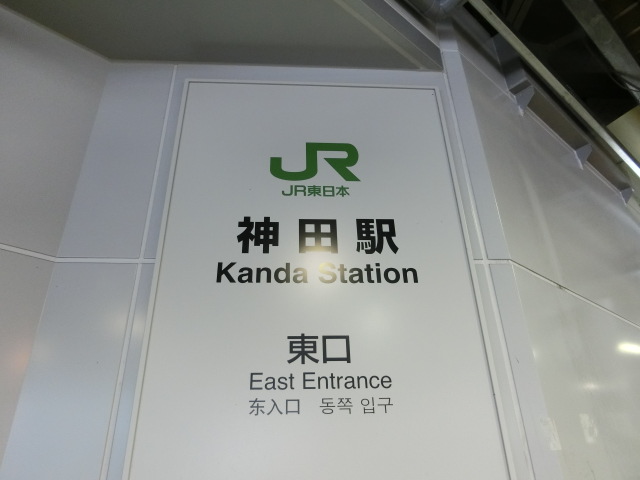 JR
JR東日本
神田駅
Kanda Station
東口
East Entrance
东入口 동쪽 입구